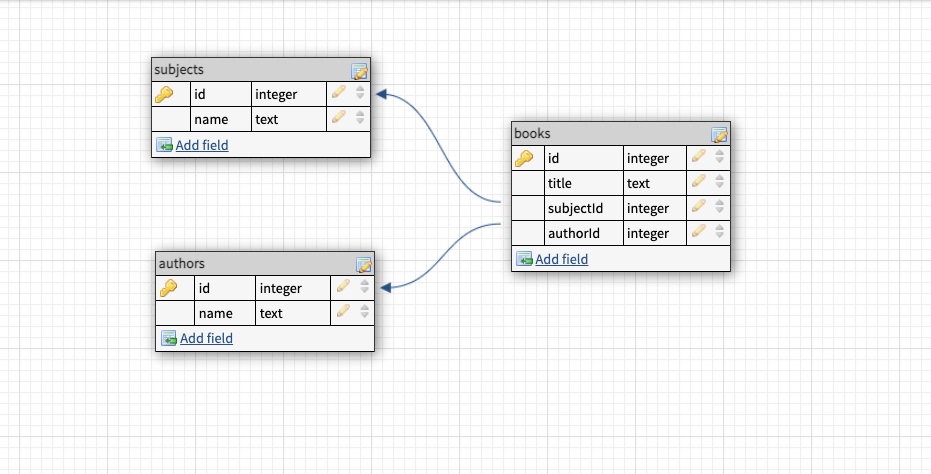 subjects
id integer
name text
Add field
books
id integer
title text
subjectId integer
authorId integer
Add field
authors
id integer
name text
Add field